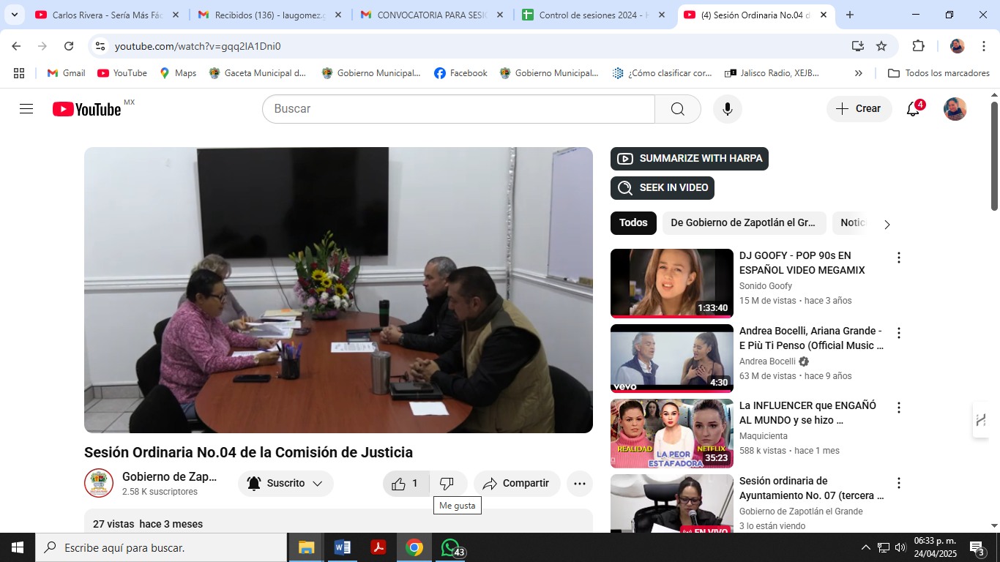 Carlos Rivera - Sería Más Fác
Recibidos (136) - laugomez.g
CONVOCATORIA PARA SESI
Control de sesiones 2024 - H
(4) Sesión Ordinaria No.04 d
youtube.com/watch?v=gqq2IA1Dni0
Gmail
YouTube
Maps
Gaceta Municipal d...
Gobierno Municipal...
Facebook
Gobierno Municipal...
¿Cómo clasificar cor...
Jalisco Radio, XEJB...
Todos los marcadores
YouTube MX
Buscar
Crear
4
SUMMARIZE WITH HARPA
SEEK IN VIDEO
Todos
De Gobierno de Zapotlán el Gr...
Notic
DJ GOOFY - POP 90s EN
ESPAÑOL VIDEO MEGAMIX
Sonido Goofy
15 M de vistas • hace 3 años
1:33:40
Andrea Bocelli, Ariana Grande -
E Più Ti Penso (Official Music ...
Andrea Bocelli
63 M de vistas • hace 9 años
vevo
4:30
La INFLUENCER que ENGAÑÓ
AL MUNDO y se hizo ...
Maquicienta
588 k vistas • hace 1 mes
REALIDAD
NETFLIX
LA PEOR
ESTAFADORA
35:23
Sesión ordinaria de
Ayuntamiento No. 07 (tercera ...
Gobierno de Zapotlán el Grande
3 lo están viendo
EN VIVO
Sesión Ordinaria No.04 de la Comisión de Justicia
Gobierno de Zap...
2.58 K suscriptores
Suscrito
1
Compartir
Me gusta
27 vistas hace 3 meses
Escribe aquí para buscar.
43
06:33 p. m.
24/04/2025
3